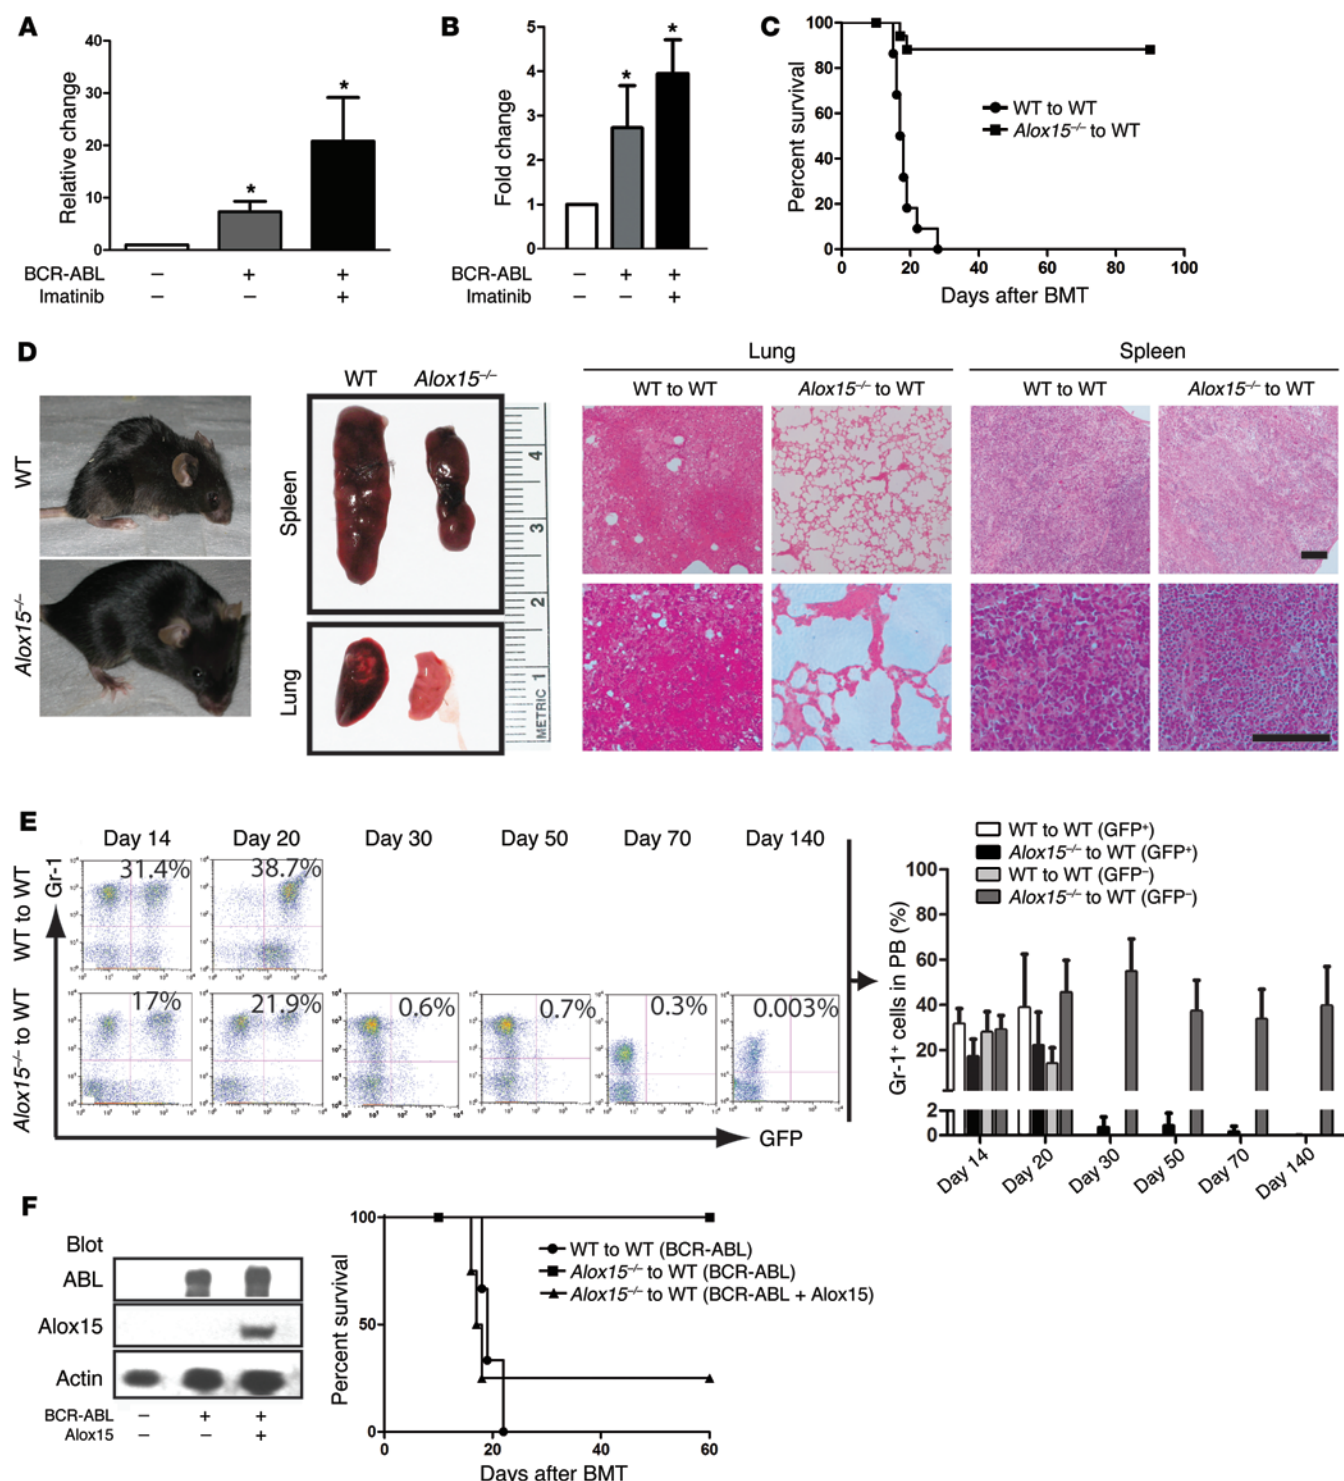 A
40
30
20
10
0
Relative change
BCR-ABL – + +
Imatinib – – +
B
5
4
3
2
1
0
Fold change
BCR-ABL – + +
Imatinib – – +
C
100
80
60
40
20
0
Percent survival
WT to WT
Alox15–/– to WT
0 20 40 60 80 100
Days after BMT
D
WT
Alox15–/–
WT Alox15–/–
Spleen
Lung
4
3
2
METRIC 1
Lung
WT to WT Alox15–/– to WT
Spleen
WT to WT Alox15–/– to WT
E
Day 14 Day 20 Day 30 Day 50 Day 70 Day 140
Gr-1
WT to WT
31.4% 38.7%
Alox15–/– to WT
17% 21.9% 0.6% 0.7% 0.3% 0.003%
GFP
WT to WT (GFP+)
Alox15–/– to WT (GFP+)
WT to WT (GFP–)
Alox15–/– to WT (GFP–)
Gr-1+ cells in PB (%)
100
80
60
40
20
2
0
Day 14 Day 20 Day 30 Day 50 Day 70 Day 140
F
Blot
ABL
Alox15
Actin
BCR-ABL – + +
Alox15 – – +
100
50
0
Percent survival
WT to WT (BCR-ABL)
Alox15–/– to WT (BCR-ABL)
Alox15–/– to WT (BCR-ABL + Alox15)
0 20 40 60
Days after BMT